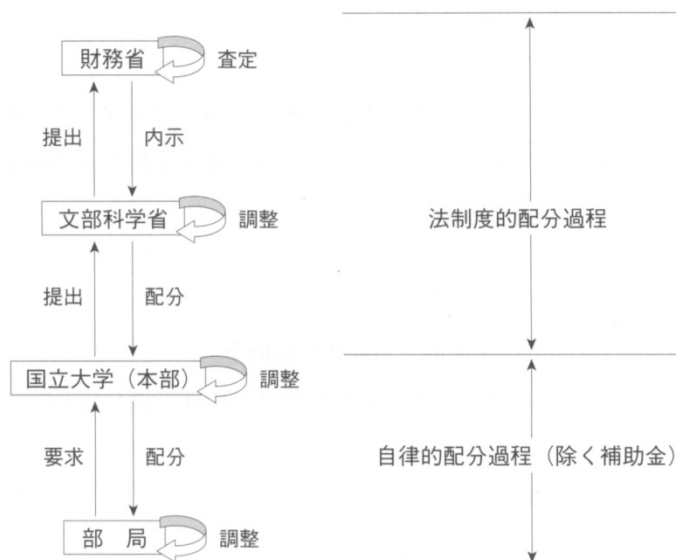 財務省 査定
提出 内示
文部科学省 調整 法制度的配分過程
提出 配分
国立大学（本部） 調整
要求 配分 自律的配分過程（除く補助金）
部 局 調整